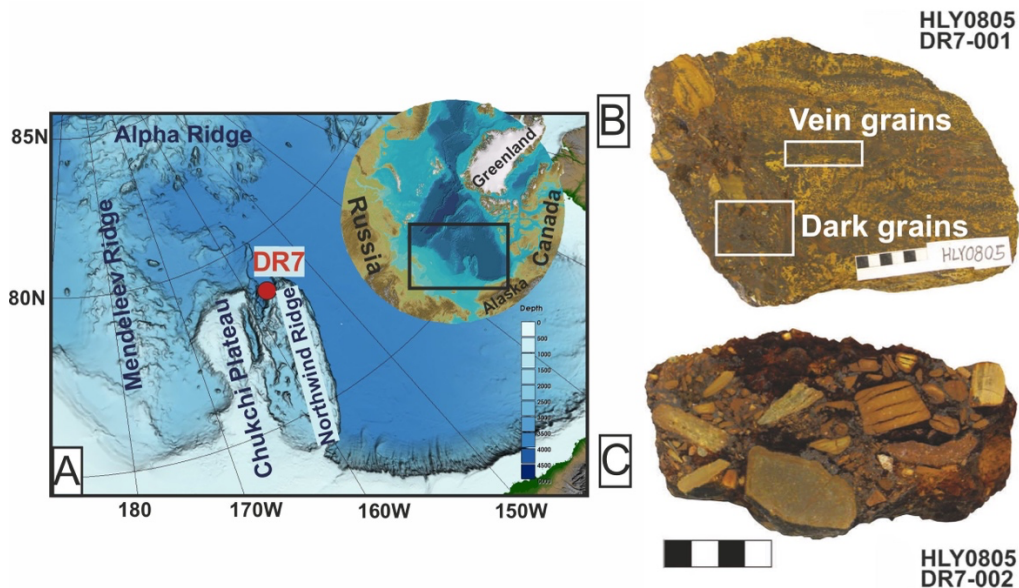 85N
80N
180
170W
160W
150W
Alpha Ridge
Mendeleev Ridge
DR7
Chukchi Plateau
Northwind Ridge
Russia
Greenland
Canada
Alaska
Depth
0
500
1000
1500
2000
2500
3000
3500
4000
4500
A
B
HLY0805
DR7-001
Vein grains
Dark grains
HLY0805
C
HLY0805
DR7-002